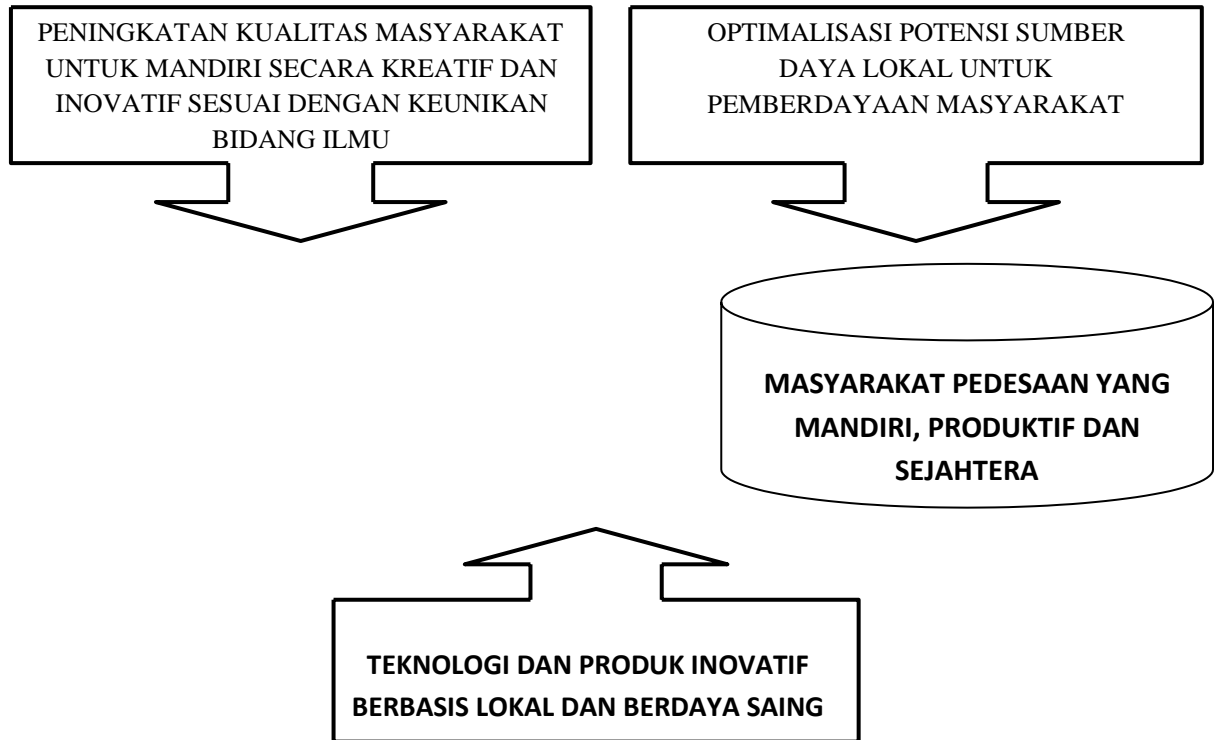 PENINGKATAN KUALITAS MASYARAKAT
UNTUK MANDIRI SECARA KREATIF DAN
INOVATIF SESUAI DENGAN KEUNIKAN
BIDANG ILMU
OPTIMALISASI POTENSI SUMBER
DAYA LOKAL UNTUK
PEMBERDAYAAN MASYARAKAT
MASYARAKAT PEDESAAN YANG
MANDIRI, PRODUKTIF DAN
SEJAHTERA
TEKNOLOGI DAN PRODUK INOVATIF
BERBASIS LOKAL DAN BERDAYA SAING